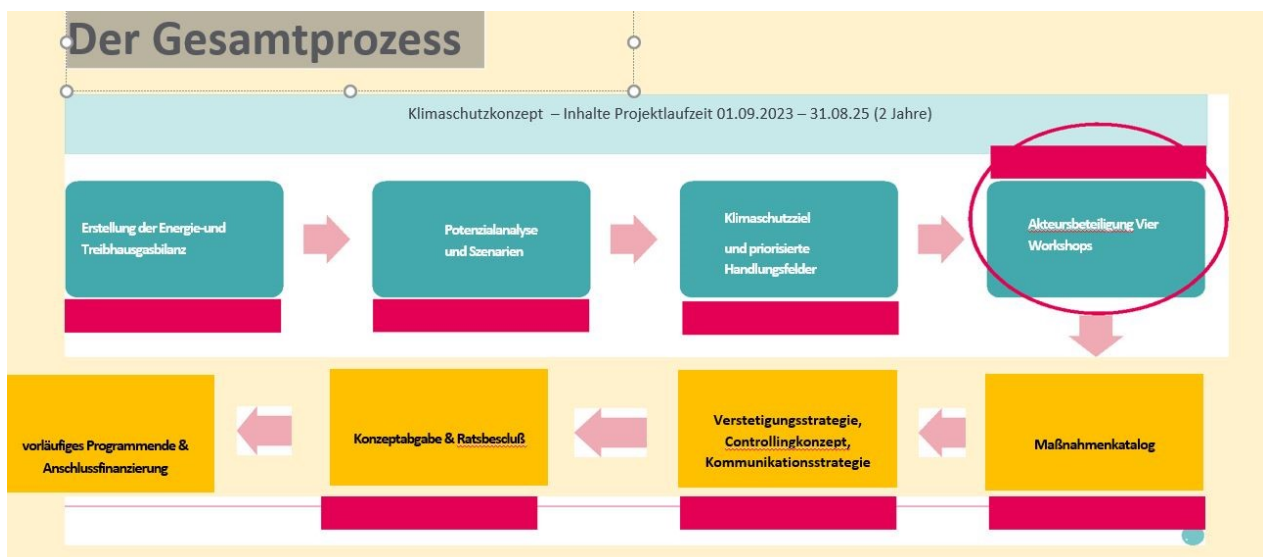 Der Gesamtprozess
Klimaschutzkonzept – Inhalte Projektlaufzeit 01.09.2023 – 31.08.25 (2 Jahre)
Erstellung der Energie-und
Treibhausgasbilanz
Potenzialanalyse
und Szenarien
Klimaschutzziel
und priorisierte
Handlungsfelder
Akteursbeteiligung Vier
Workshops
Maßnahmenkatalog
Verstetigungsstrategie,
Controllingkonzept,
Kommunikationsstrategie
Konzeptabgabe & Ratsbescluß
vorläufiges Programmende &
Anschlussfinanzierung